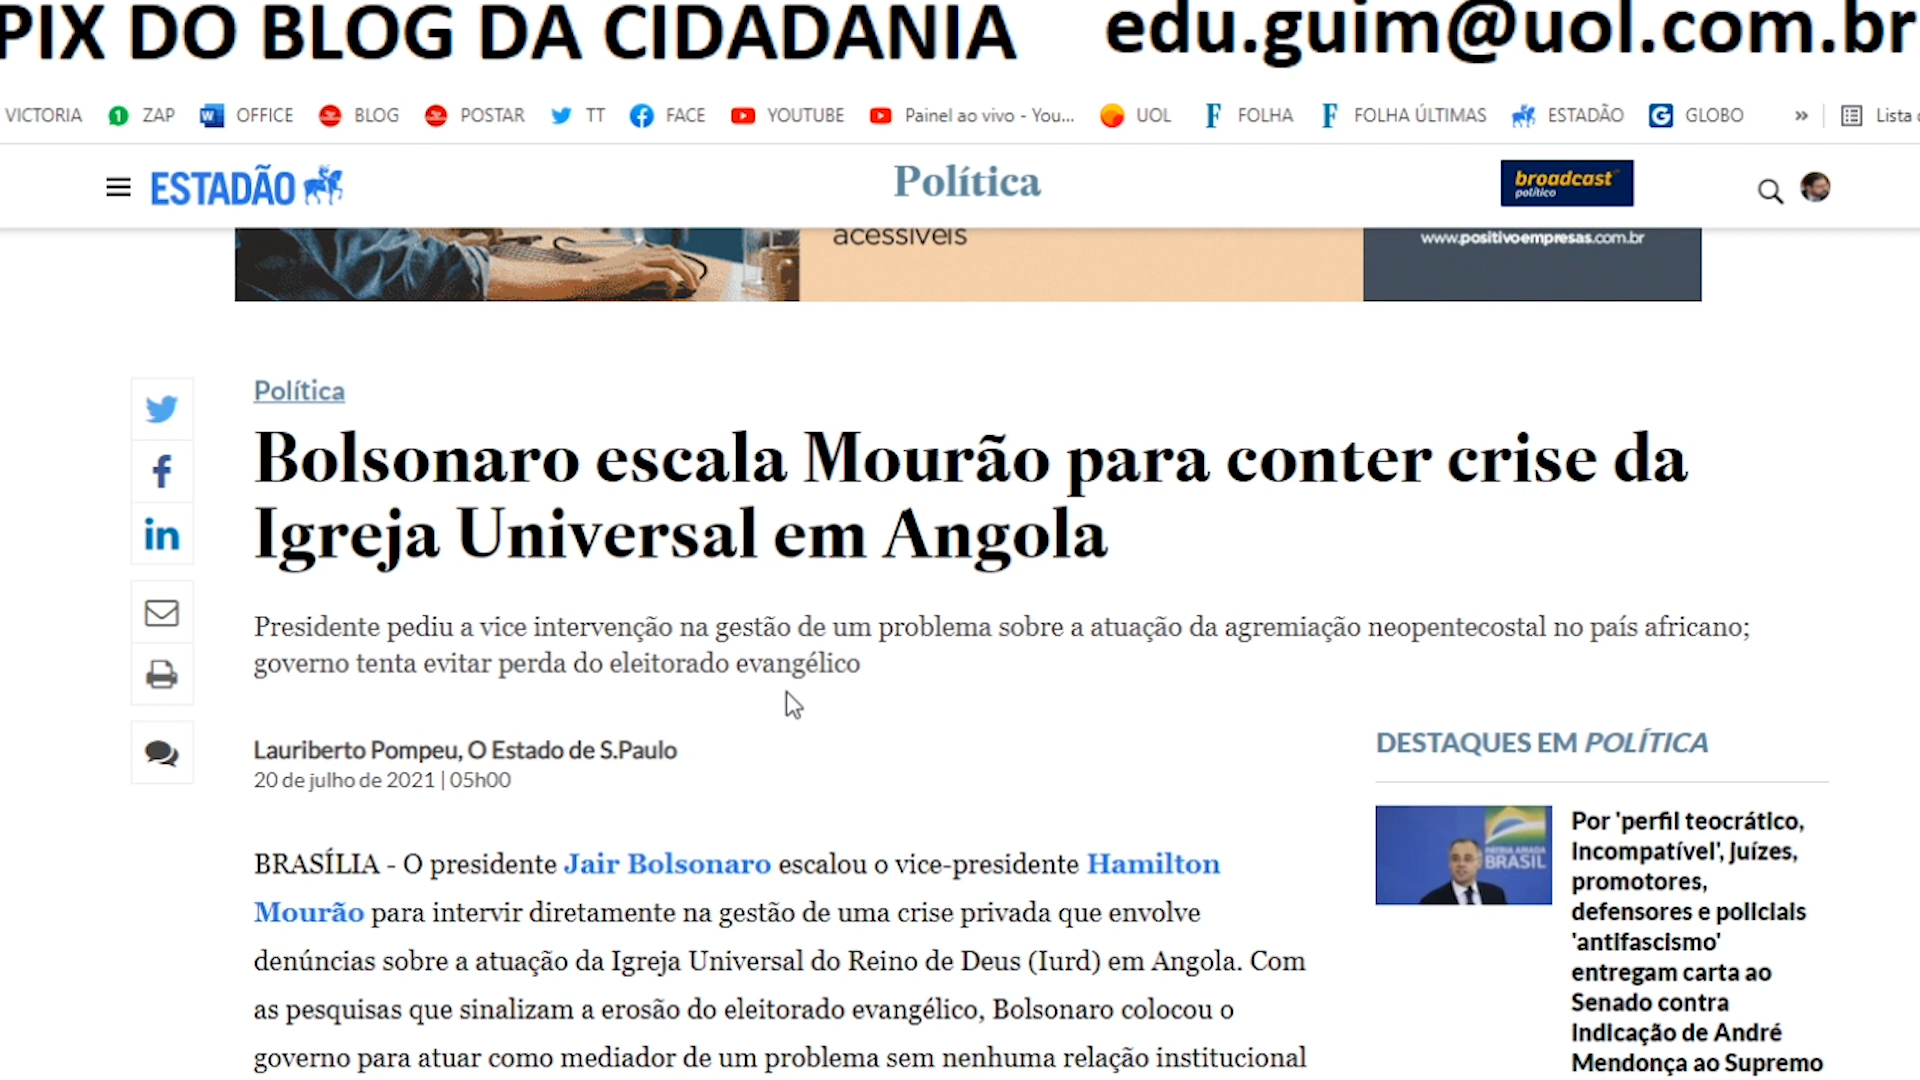 PIX DO BLOG DA CIDADANIA edu.guim@uol.com.br
VICTORIA ZAP OFFICE BLOG POSTAR TT FACE YOUTUBE Painel ao vivo - You... UOL FOLHA FOLHA ÚLTIMAS ESTADÃO GLOBO » Lista
ESTADÃO Política broadcast
político
acessíveis www.positivoempresas.com.br
Política
Bolsonaro escala Mourão para conter crise da
Igreja Universal em Angola
Presidente pediu a vice intervenção na gestão de um problema sobre a atuação da agremiação neopentecostal no país africano;
governo tenta evitar perda do eleitorado evangélico
Lauriberto Pompeu, O Estado de S.Paulo
20 de julho de 2021 | 05h00
BRASÍLIA - O presidente Jair Bolsonaro escalou o vice-presidente Hamilton
Mourão para intervir diretamente na gestão de uma crise privada que envolve
denúncias sobre a atuação da Igreja Universal do Reino de Deus (Iurd) em Angola. Com
as pesquisas que sinalizam a erosão do eleitorado evangélico, Bolsonaro colocou o
governo para atuar como mediador de um problema sem nenhuma relação institucional
DESTAQUES EM POLÍTICA
PÁTRIA AMADA
BRASIL
Por 'perfil teocrático,
incompatível', juízes,
promotores,
defensores e policiais
'antifascismo'
entregam carta ao
Senado contra
indicação de André
Mendonça ao Supremo